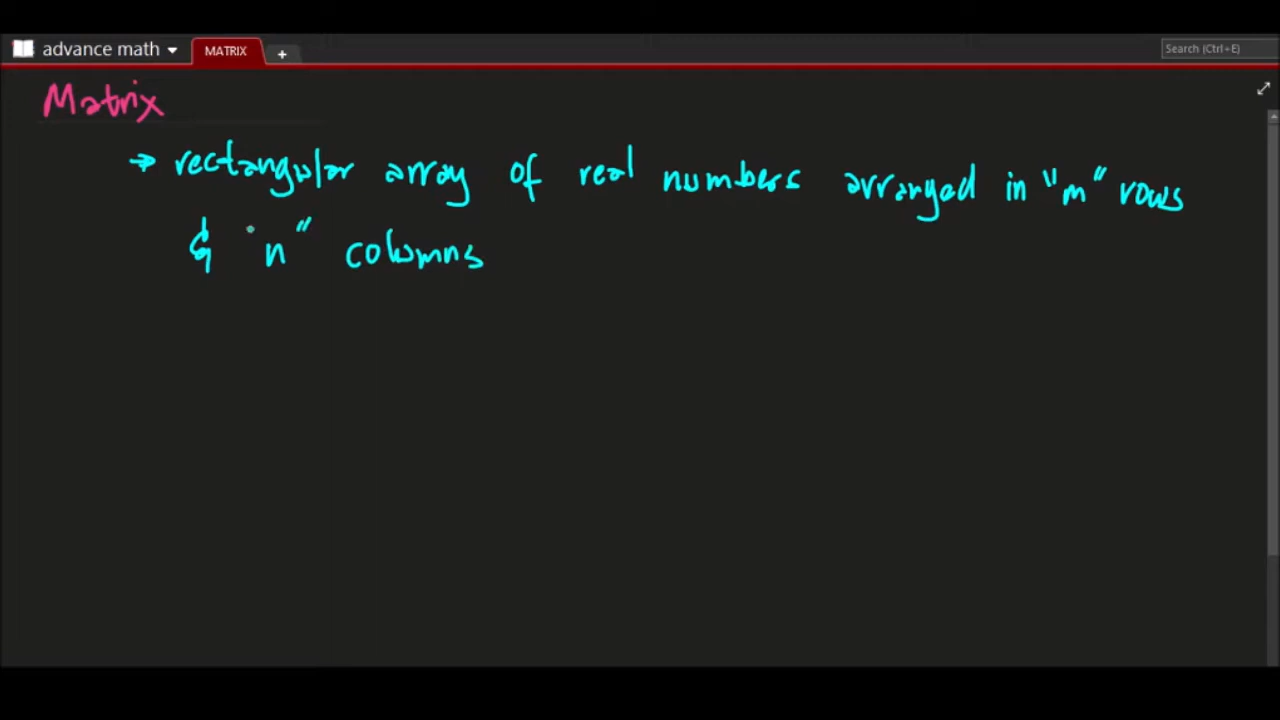 advance math
MATRIX
+
Search (Ctrl+E)
Matrix
→ rectangular array of real numbers arranged in "m" rows
& "n" columns